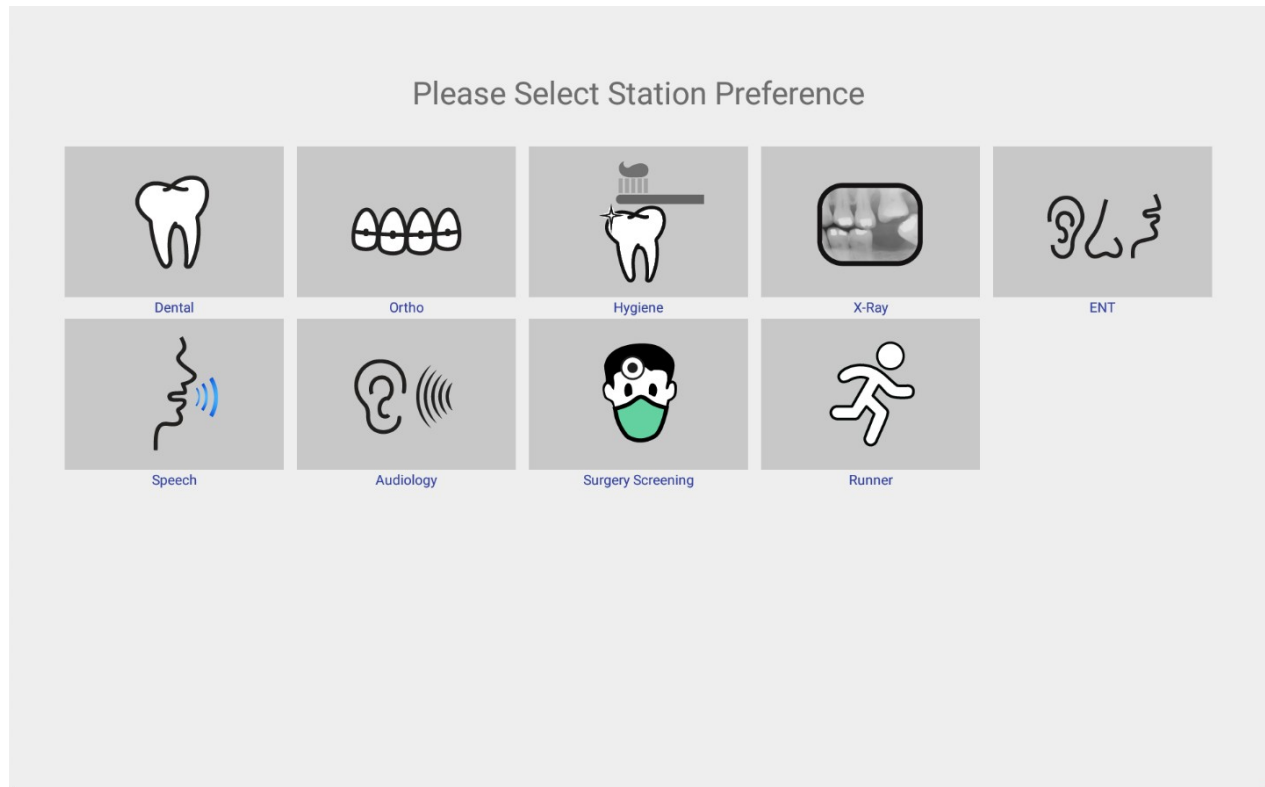 Please Select Station Preference
Dental
Ortho
Hygiene
X-Ray
ENT
Speech
Audiology
Surgery Screening
Runner